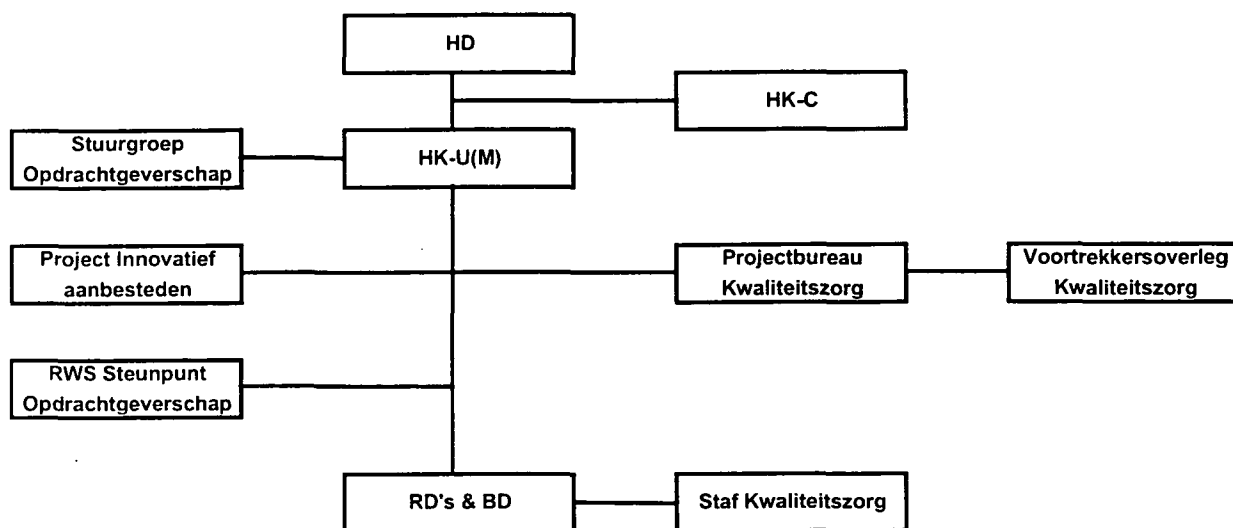 HD
HK-C
Stuurgroep
Opdrachtgeverschap
HK-U(M)
Project Innovatief
aanbesteden
Projectbureau
Kwaliteitszorg
Voortrekkersoverleg
Kwaliteitszorg
RWS Steunpunt
Opdrachtgeverschap
RD's & BD
Staf Kwaliteitszorg